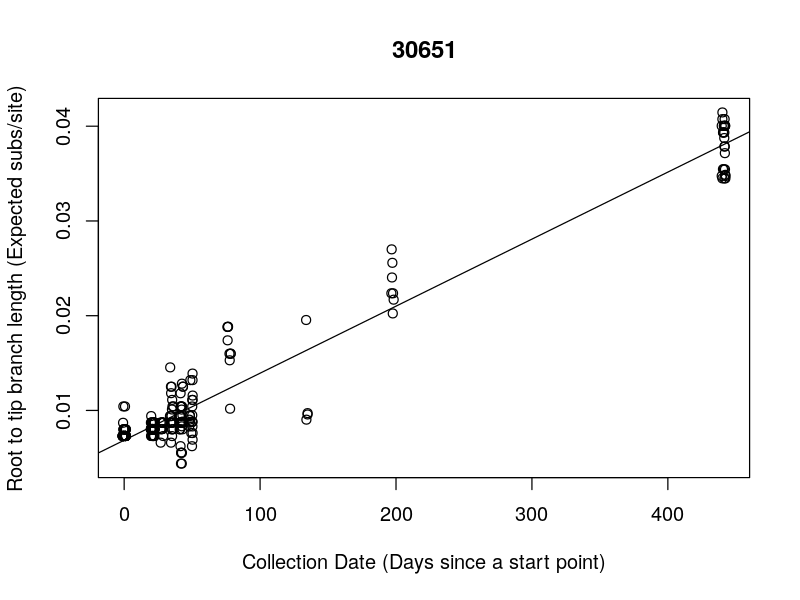 30651
Root to tip branch length (Expected subs/site)
0.04
0.03
0.02
0.01
0 100 200 300 400
Collection Date (Days since a start point)